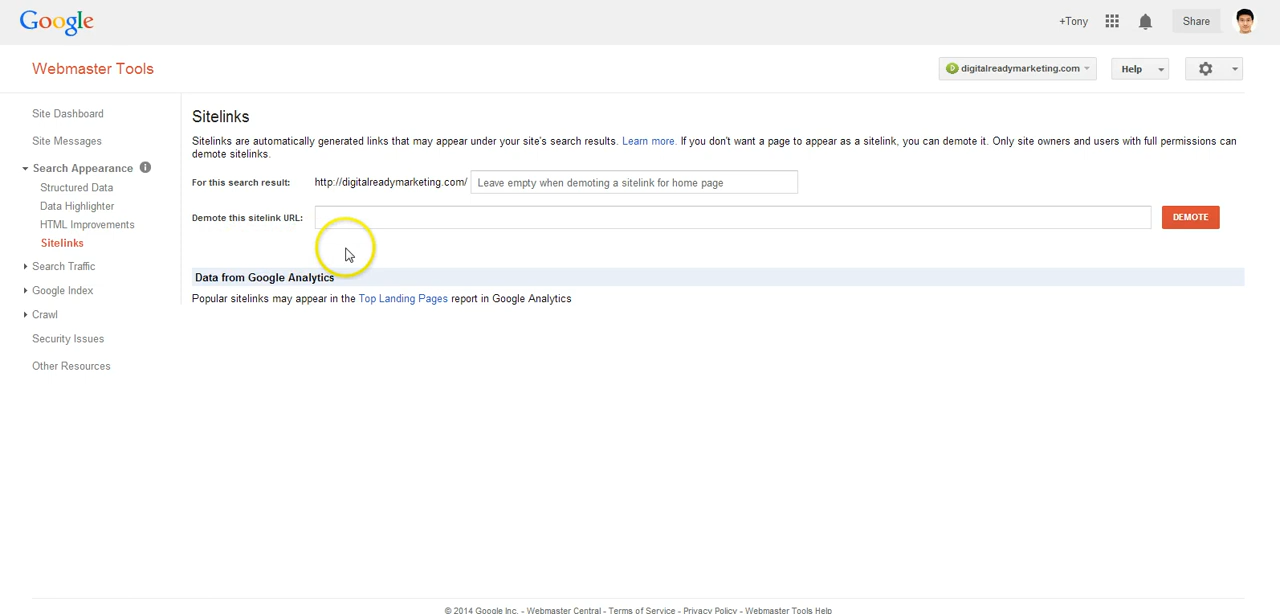 Google
+Tony
Share
Webmaster Tools
digitalreadymarketing.com
Help
Site Dashboard
Site Messages
Search Appearance i
Structured Data
Data Highlighter
HTML Improvements
Sitelinks
Search Traffic
Google Index
Crawl
Security Issues
Other Resources
Sitelinks
Sitelinks are automatically generated links that may appear under your site's search results. Learn more. If you don't want a page to appear as a sitelink, you can demote it. Only site owners and users with full permissions can
demote sitelinks.
For this search result: http://digitalreadymarketing.com/ Leave empty when demoting a sitelink for home page
Demote this sitelink URL: DEMOTE
Data from Google Analytics
Popular sitelinks may appear in the Top Landing Pages report in Google Analytics
© 2014 Google Inc. - Webmaster Central - Terms of Service - Privacy Policy - Webmaster Tools Help